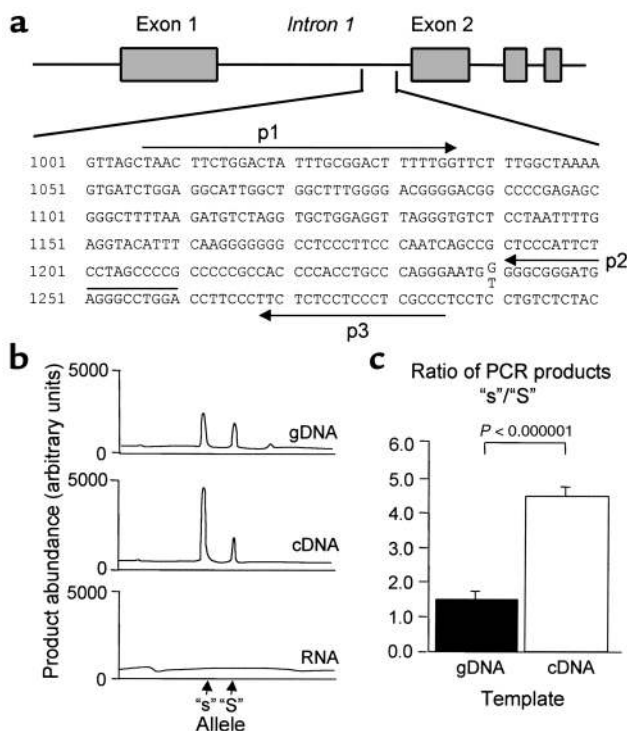 a
Exon 1 Intron 1 Exon 2
p1
1001 GTTAGCTAAC TTCTGGACTA TTTGCGGACT TTTTGGTTCT TTGGCTAAAA
1051 GTGATCTGGA GGCATTGGCT GGCTTTGGGG ACGGGGACGG CCCCGAGAGC
1101 GGGCTTTTAA GATGTCTAGG TGCTGGAGGT TAGGGTGTCT CCTAATTTTG
1151 AGGTACATTT CAAGGGGGGG CCTCCCTTCC CAATCAGCCG CTCCCATTCT
1201 CCTAGCCCCG CCCCCGCCAC CCCACCTGCC CAGGGAATG G GGGCGGGATG
T
p2
1251 AGGGCCTGGA CCTTCCCTTC TCTCCTCCCT CGCCCTCCTC CTGTCTCTAC
p3
b
Product abundance (arbitrary units)
5000
gDNA
0
5000
cDNA
0
5000
RNA
0
"s" "S"
Allele
c
Ratio of PCR products
"s"/"S"
P < 0.000001
6.0
5.0
4.0
3.0
2.0
1.0
0.0
gDNA cDNA
Template